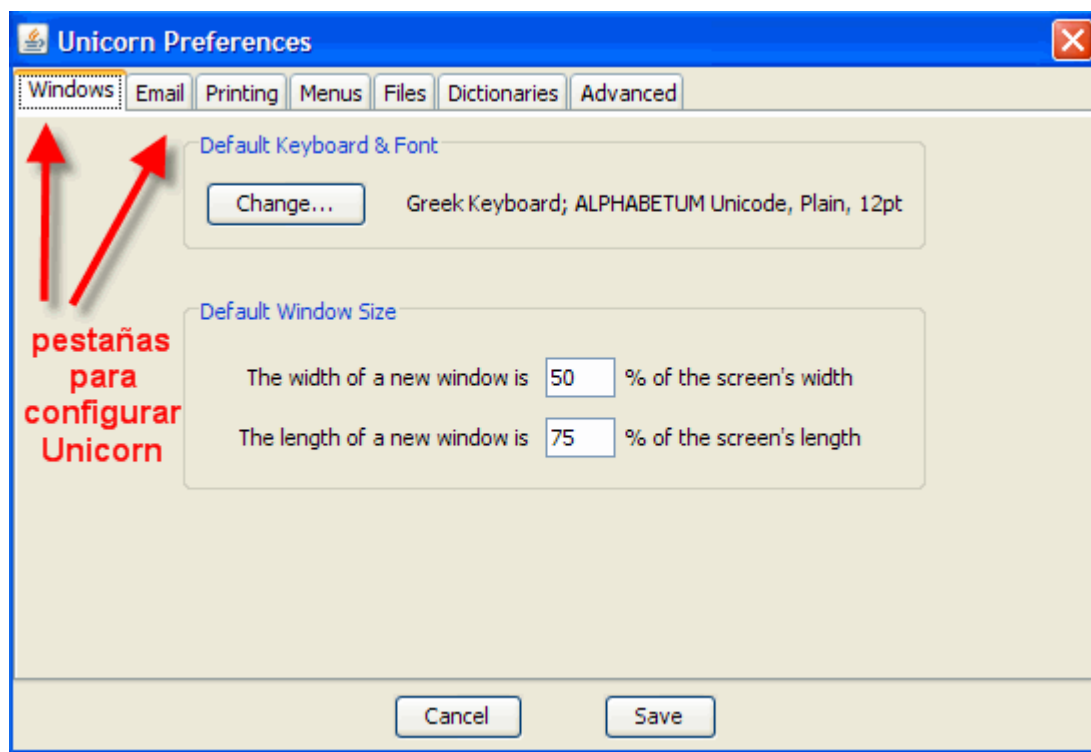 Unicorn Preferences
Windows Email Printing Menus Files Dictionaries Advanced
Default Keyboard & Font
Change... Greek Keyboard; ALPHABETUM Unicode, Plain, 12pt
pestañas
para
configurar
Unicorn
Default Window Size
The width of a new window is 50 % of the screen's width
The length of a new window is 75 % of the screen's length
Cancel Save